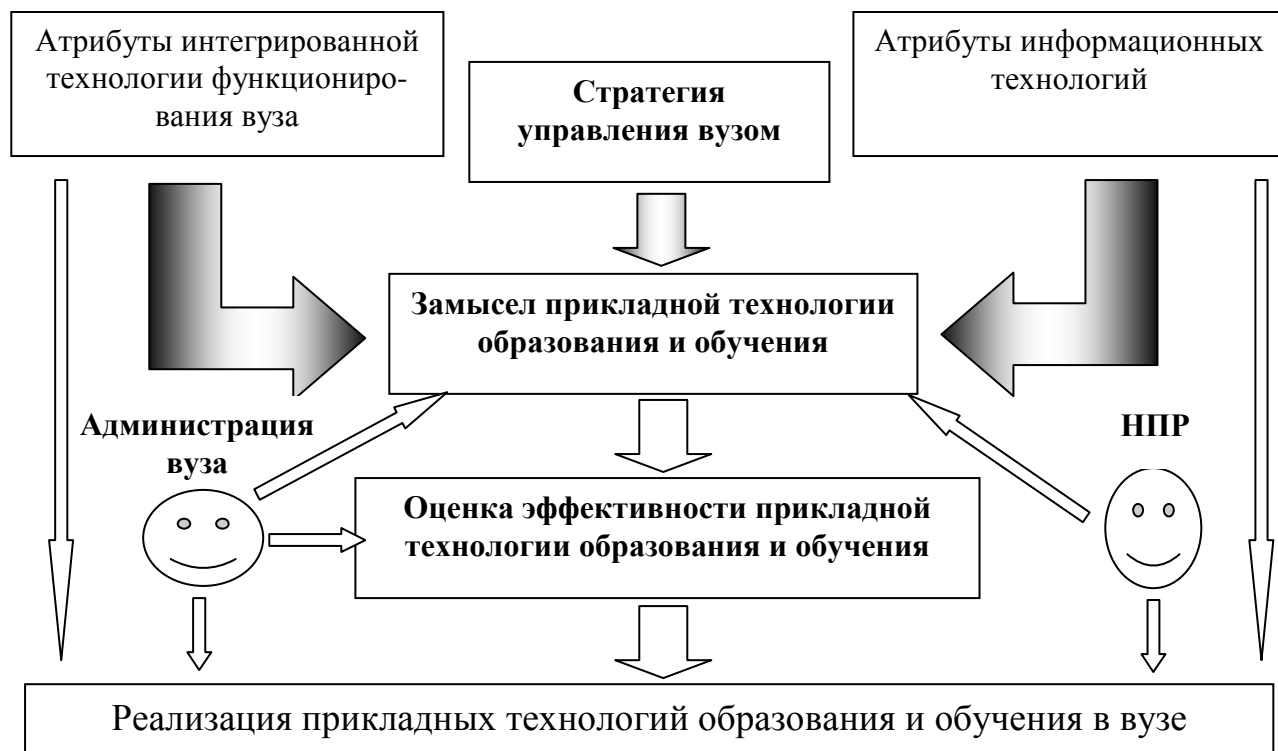 Атрибуты интегрированной
технологии функциониро-
вания вуза
Стратегия
управления вузом
Атрибуты информационных
технологий
Замысел прикладной технологии
образования и обучения
Администрация
вуза
НПР
Оценка эффективности прикладной
технологии образования и обучения
Реализация прикладных технологий образования и обучения в вузе